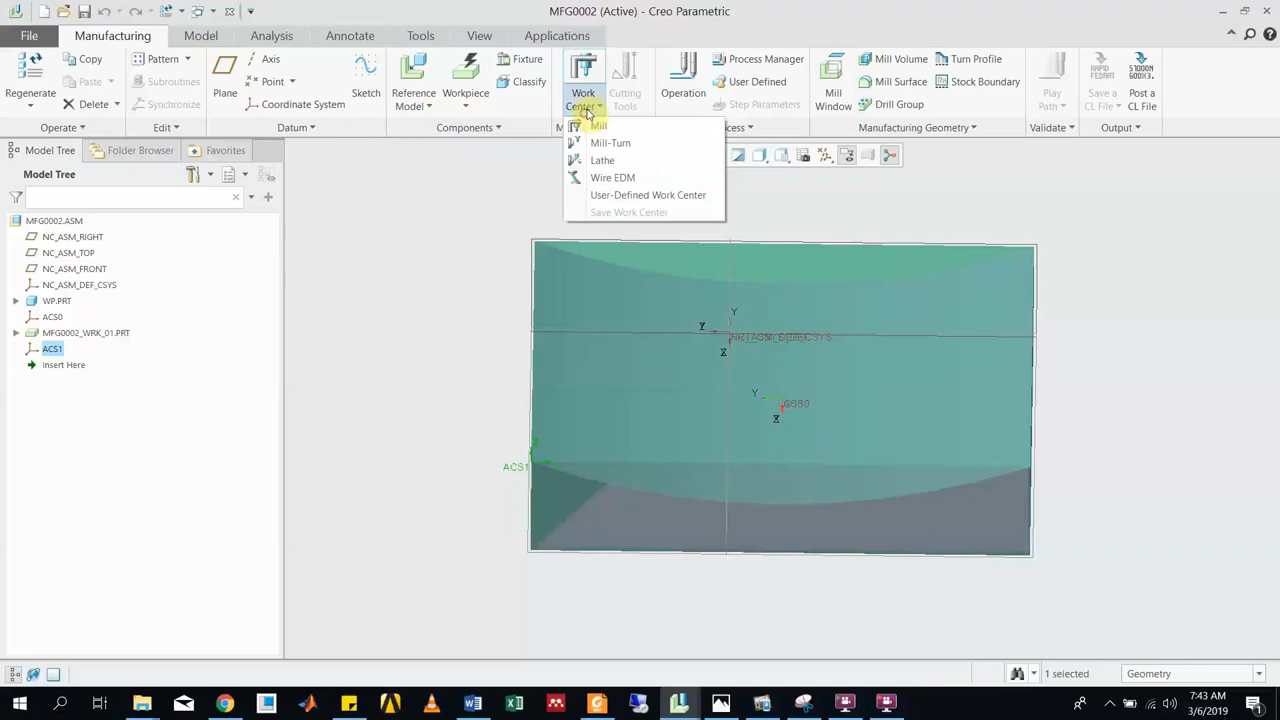 MFG0002 (Active) - Creo Parametric
File Manufacturing Model Analysis Annotate Tools View Applications
Regenerate
Copy
Paste
Delete
Operate
Pattern
Subroutines
Synchronize
Edit
Plane
Axis
Point
Coordinate System
Sketch
Datum
Reference
Model
Workpiece
Fixture
Classify
Components
Work
Center
Cutting
Tools
Operation
Process Manager
User Defined
Step Parameters
Mill
Window
Mill Volume
Mill Surface
Drill Group
Turn Profile
Stock Boundary
Manufacturing Geometry
Play
Path
Validate
Save a
CL File
Post a
CL File
Output
Mill
Mill-Turn
Lathe
Wire EDM
User-Defined Work Center
Save Work Center
Model Tree Folder Browser Favorites
Model Tree
MFG0002.ASM
NC_ASM_RIGHT
NC_ASM_TOP
NC_ASM_FRONT
NC_ASM_DEF_CSYS
WP.PRT
ACS0
MFG0002_WRK_01.PRT
ACS1
Insert Here
Y
X
Z
Y
X
ACS1
1 selected
Geometry
7:43 AM
3/6/2019